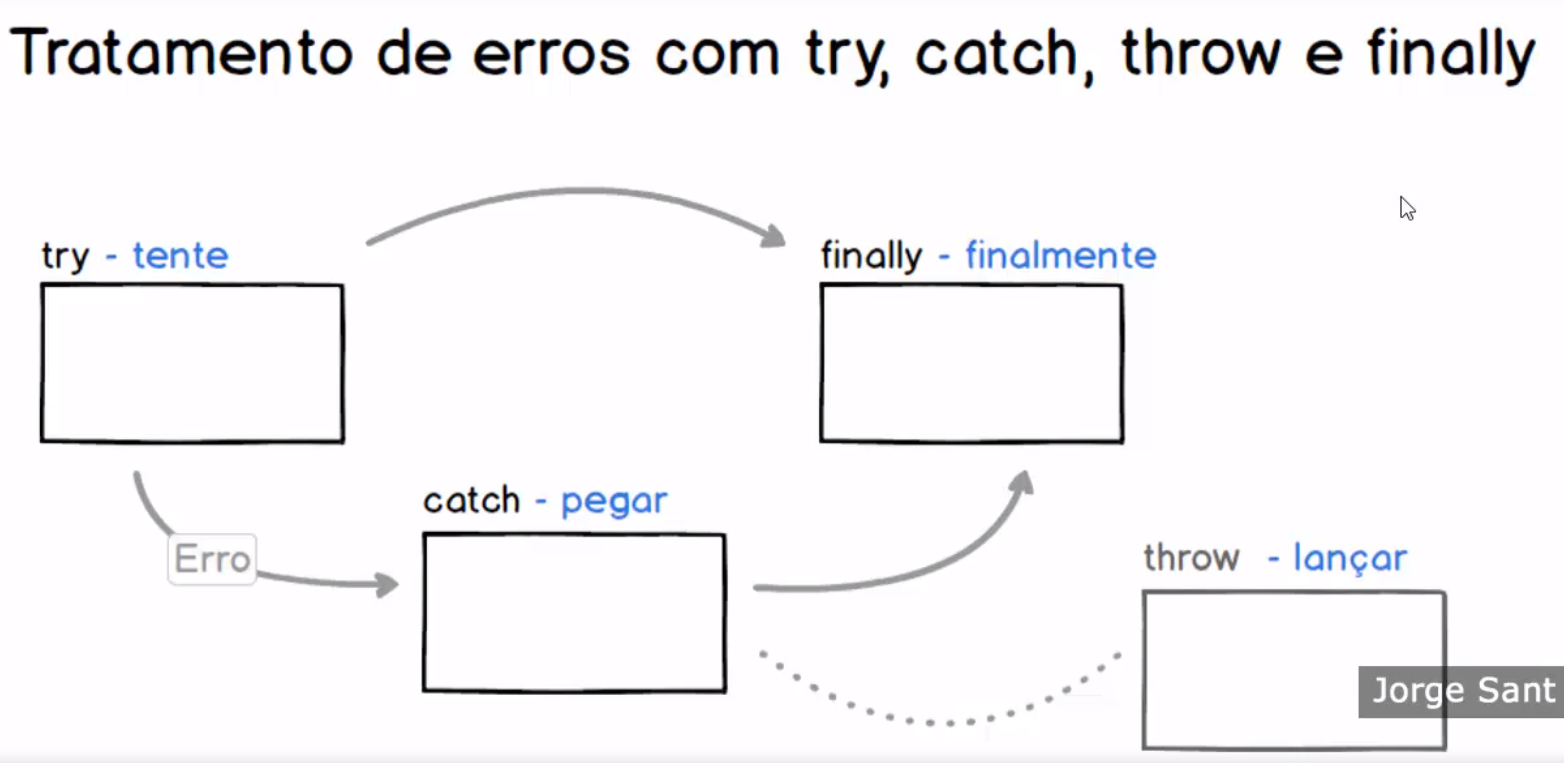 Tratamento de erros com try, catch, throw e finally
try - tente
finally - finalmente
Erro
catch - pegar
throw - lançar
Jorge Sant